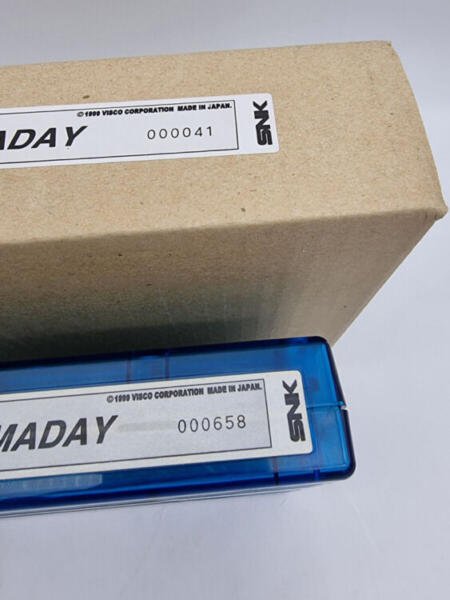 ©1999 VISCO CORPORATION MADE IN JAPAN.
MADAY 000041 SNK
©1999 VISCO CORPORATION MADE IN JAPAN.
MADAY 000658 SNK